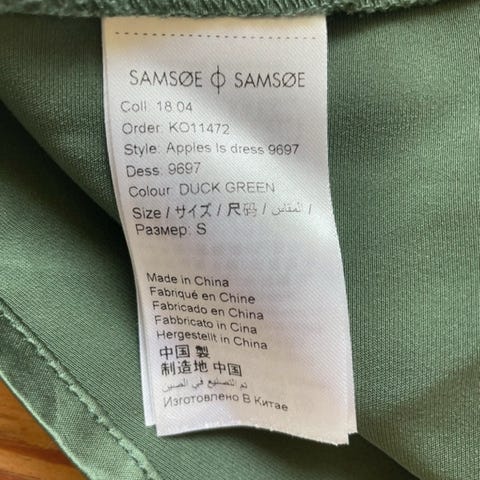 SAMSØE ϕ SAMSØE
Coll: 18.04
Order: KO11472
Style: Apples ls dress 9697
Dess: 9697
Colour: DUCK GREEN
Size / サイズ / 尺码 / المقاس /
Размер: S
Made in China
Fabriqué en Chine
Fabricado en China
Fabbricato in Cina
Hergestellt in China
中国 製
制造地 中国
تم التصنيع في الصين
Изготовлено В Китае